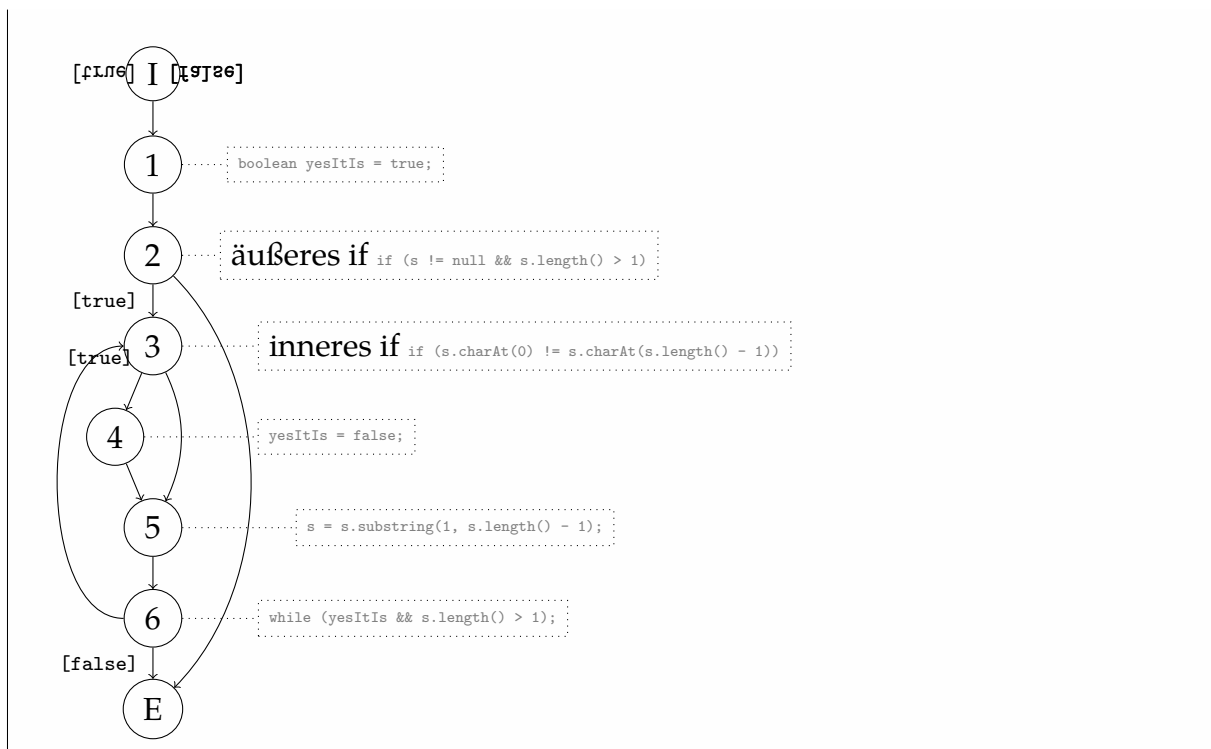 [true] I [false]
1 boolean yesItIs = true;
2 äußeres if if (s != null && s.length() > 1)
[true]
3 inneres if if (s.charAt(0) != s.charAt(s.length() - 1))
[true]
4 yesItIs = false;
5 s = s.substring(1, s.length() - 1);
6 while (yesItIs && s.length() > 1);
[false]
E